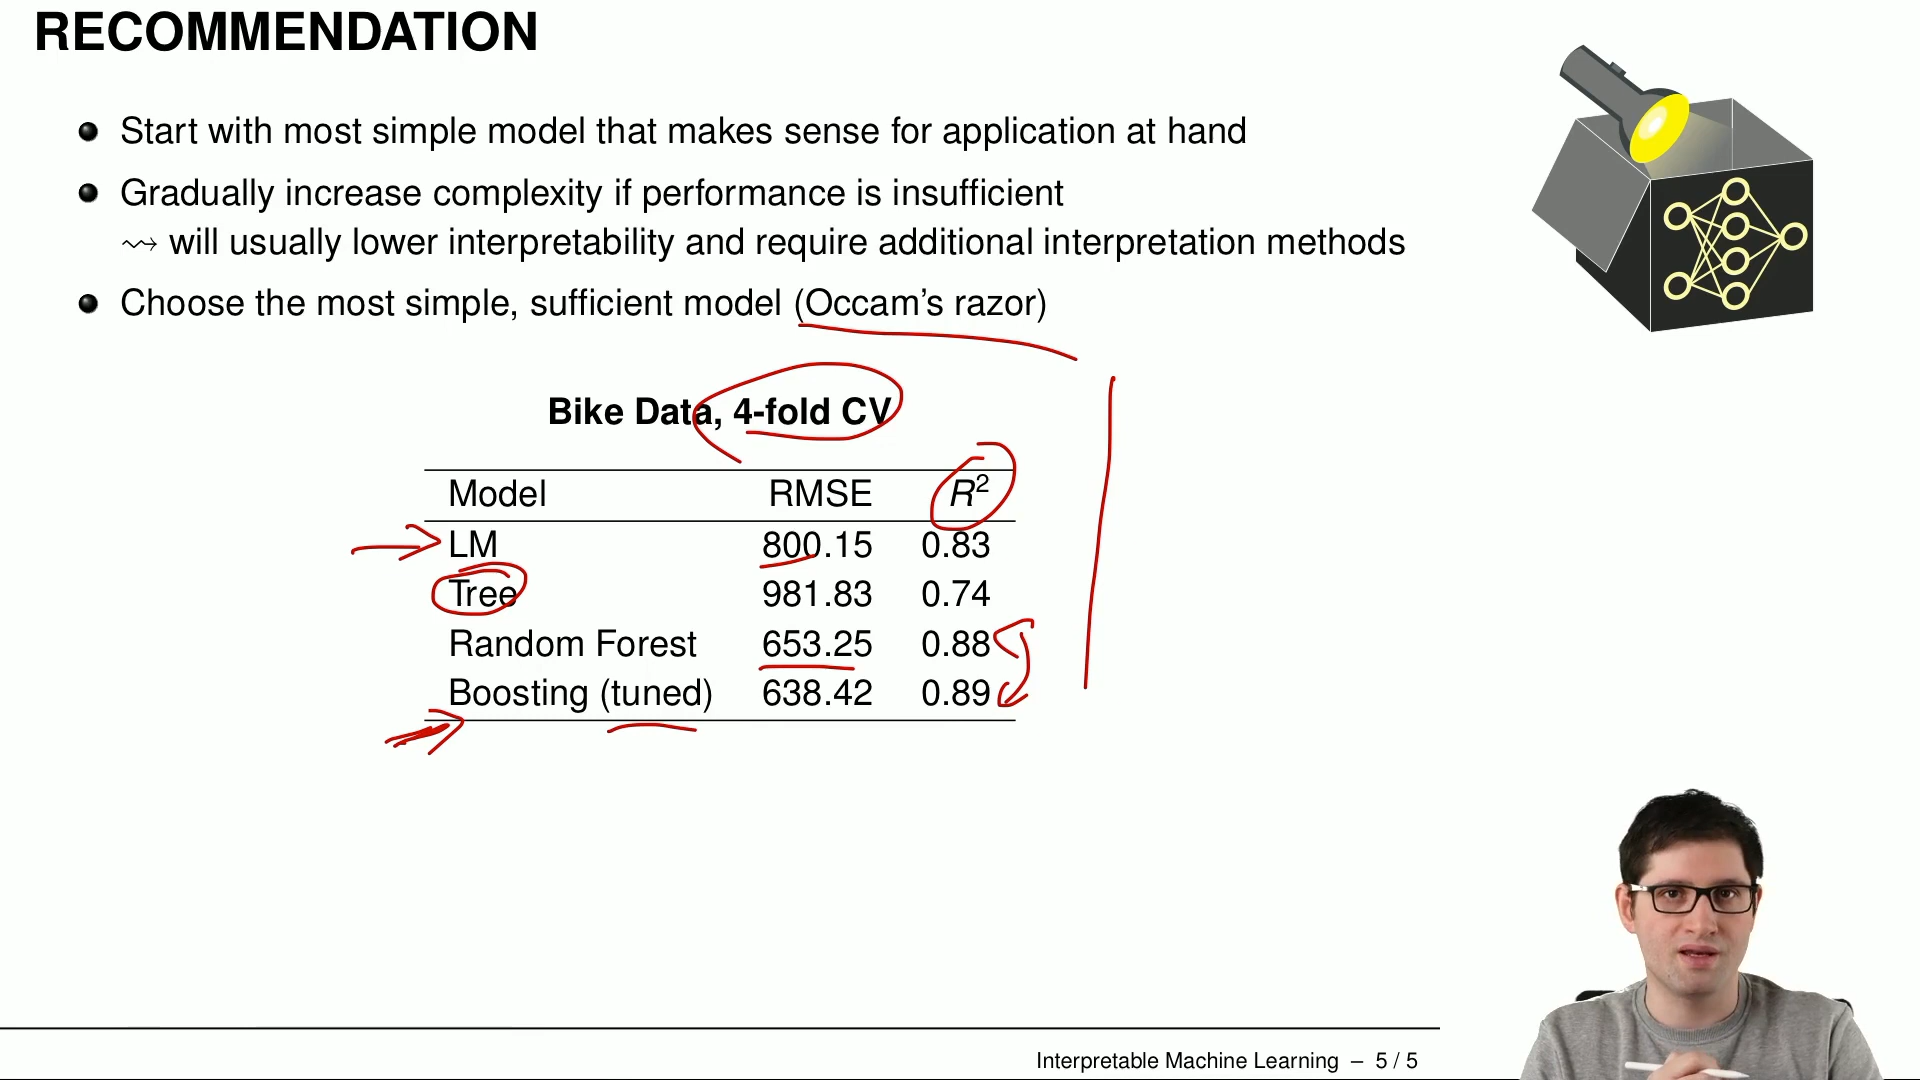 RECOMMENDATION
Start with most simple model that makes sense for application at hand
Gradually increase complexity if performance is insufficient
⇝ will usually lower interpretability and require additional interpretation methods
Choose the most simple, sufficient model (Occam's razor)
Bike Data, 4-fold CV
Model RMSE R²
LM 800.15 0.83
Tree 981.83 0.74
Random Forest 653.25 0.88
Boosting (tuned) 638.42 0.89
Interpretable Machine Learning – 5 / 5